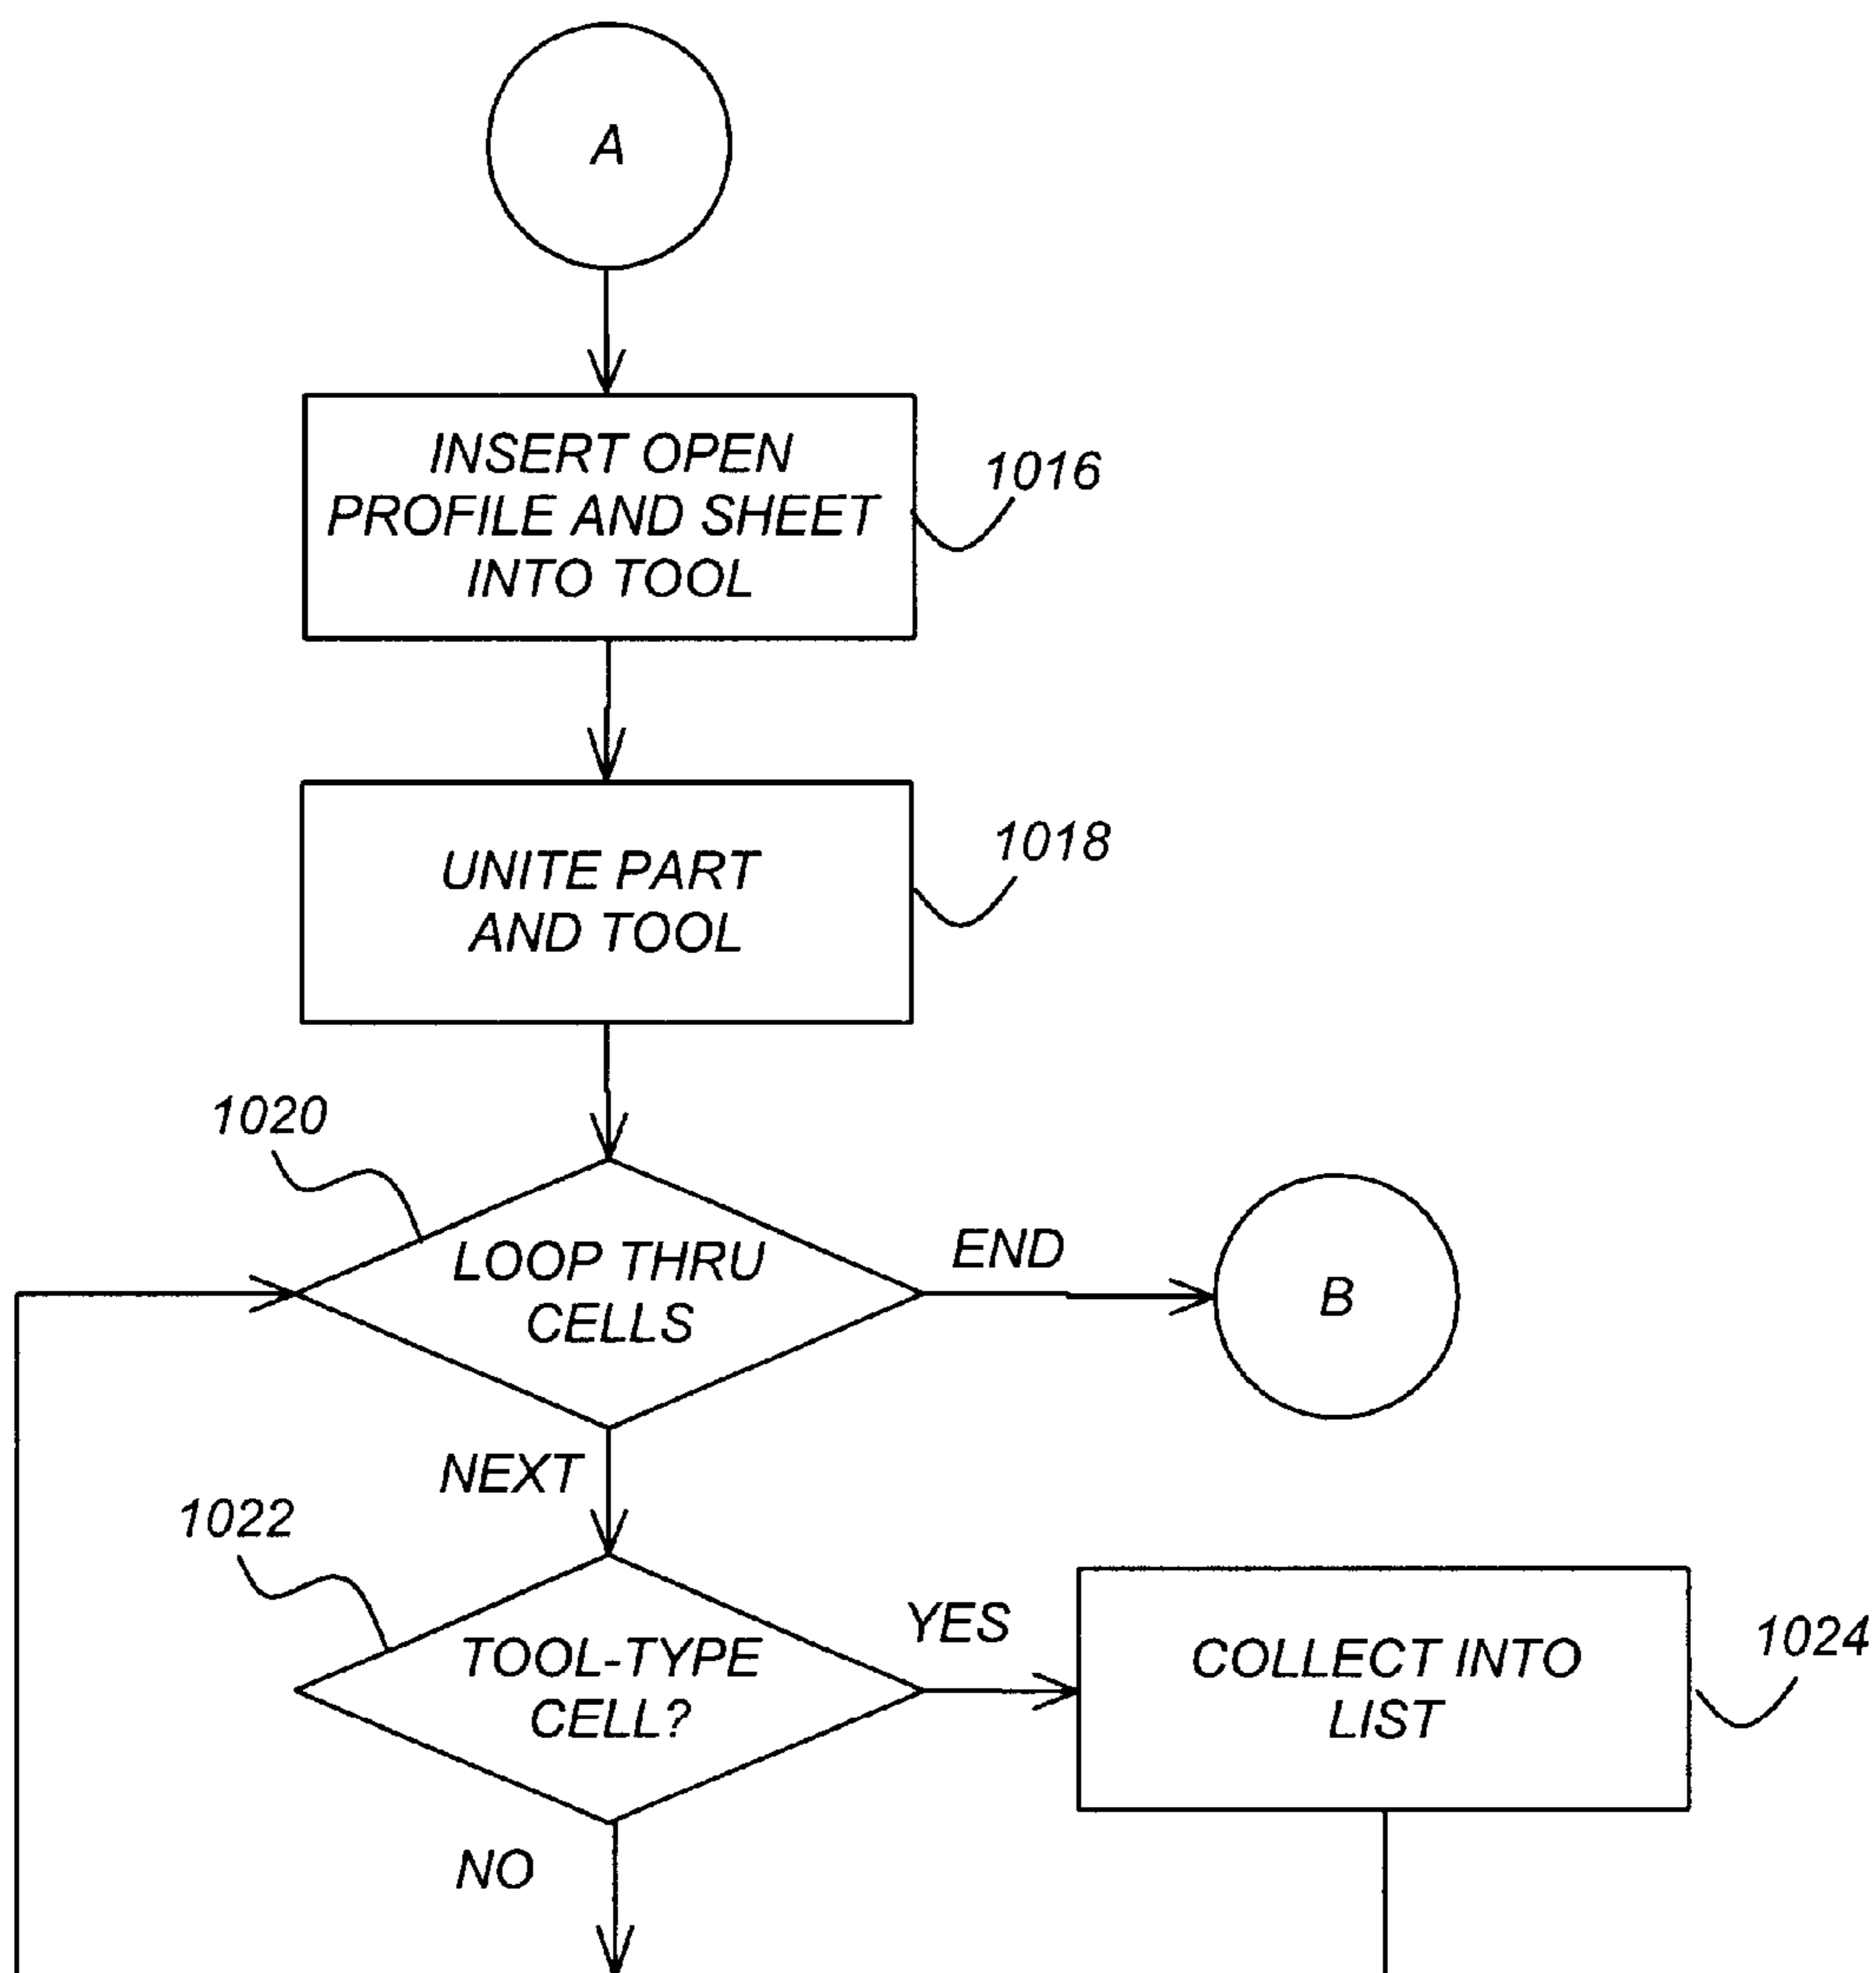 A
INSERT OPEN
PROFILE AND SHEET
INTO TOOL
1016
UNITE PART
AND TOOL
1018
1020
LOOP THRU
CELLS
END
B
NEXT
1022
TOOL-TYPE
CELL?
YES
COLLECT INTO
LIST
1024
NO